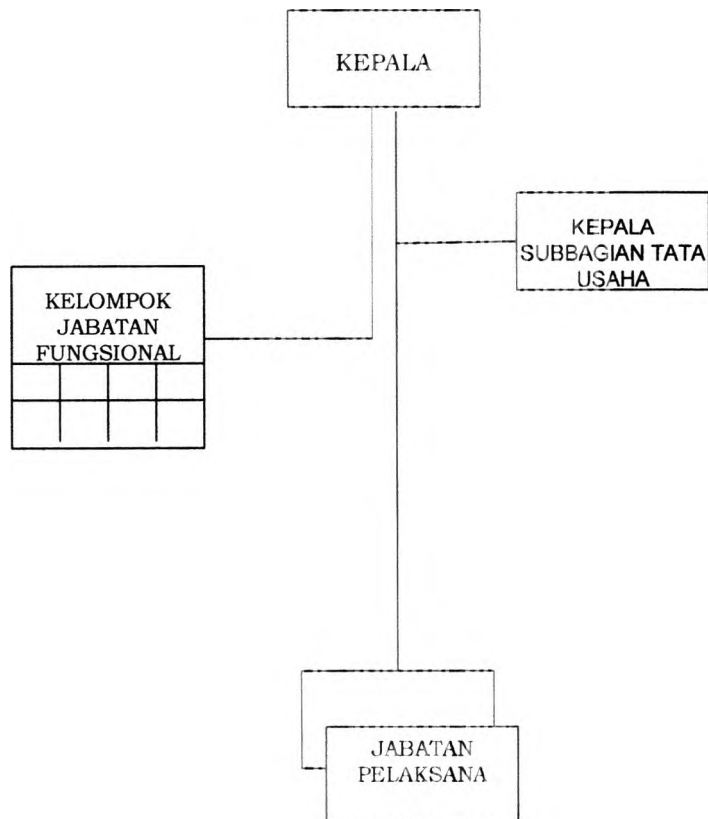 KEPALA
KEPALA
SUBBAGIAN TATA
USAHA
KELOMPOK
JABATAN
FUNGSIONAL
JABATAN
PELAKSANA